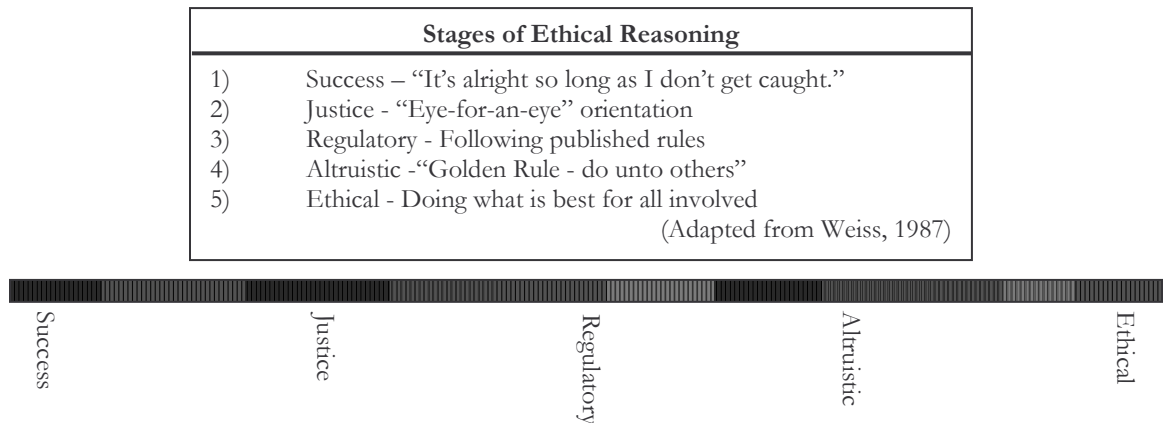 Stages of Ethical Reasoning
1) Success – “It's alright so long as I don't get caught.”
2) Justice - “Eye-for-an-eye” orientation
3) Regulatory - Following published rules
4) Altruistic -“Golden Rule - do unto others”
5) Ethical - Doing what is best for all involved
(Adapted from Weiss, 1987)
Success
Justice
Regulatory
Altruistic
Ethical